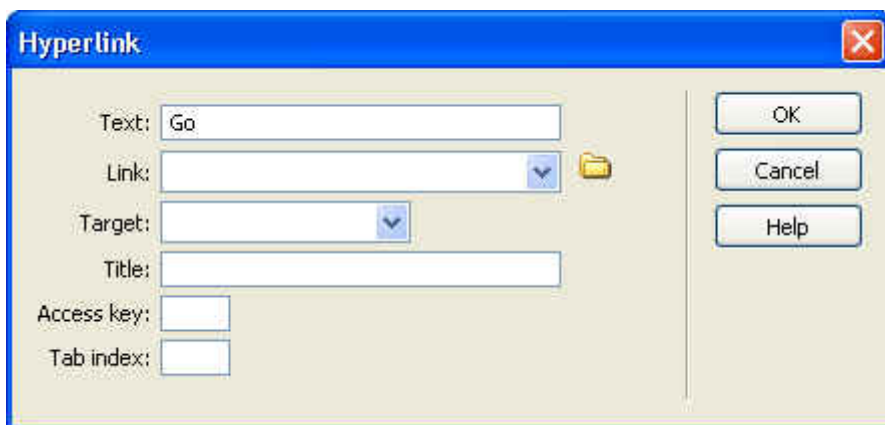 Hyperlink
Text: Go
OK
Link:
Cancel
Target:
Help
Title:
Access key:
Tab index: